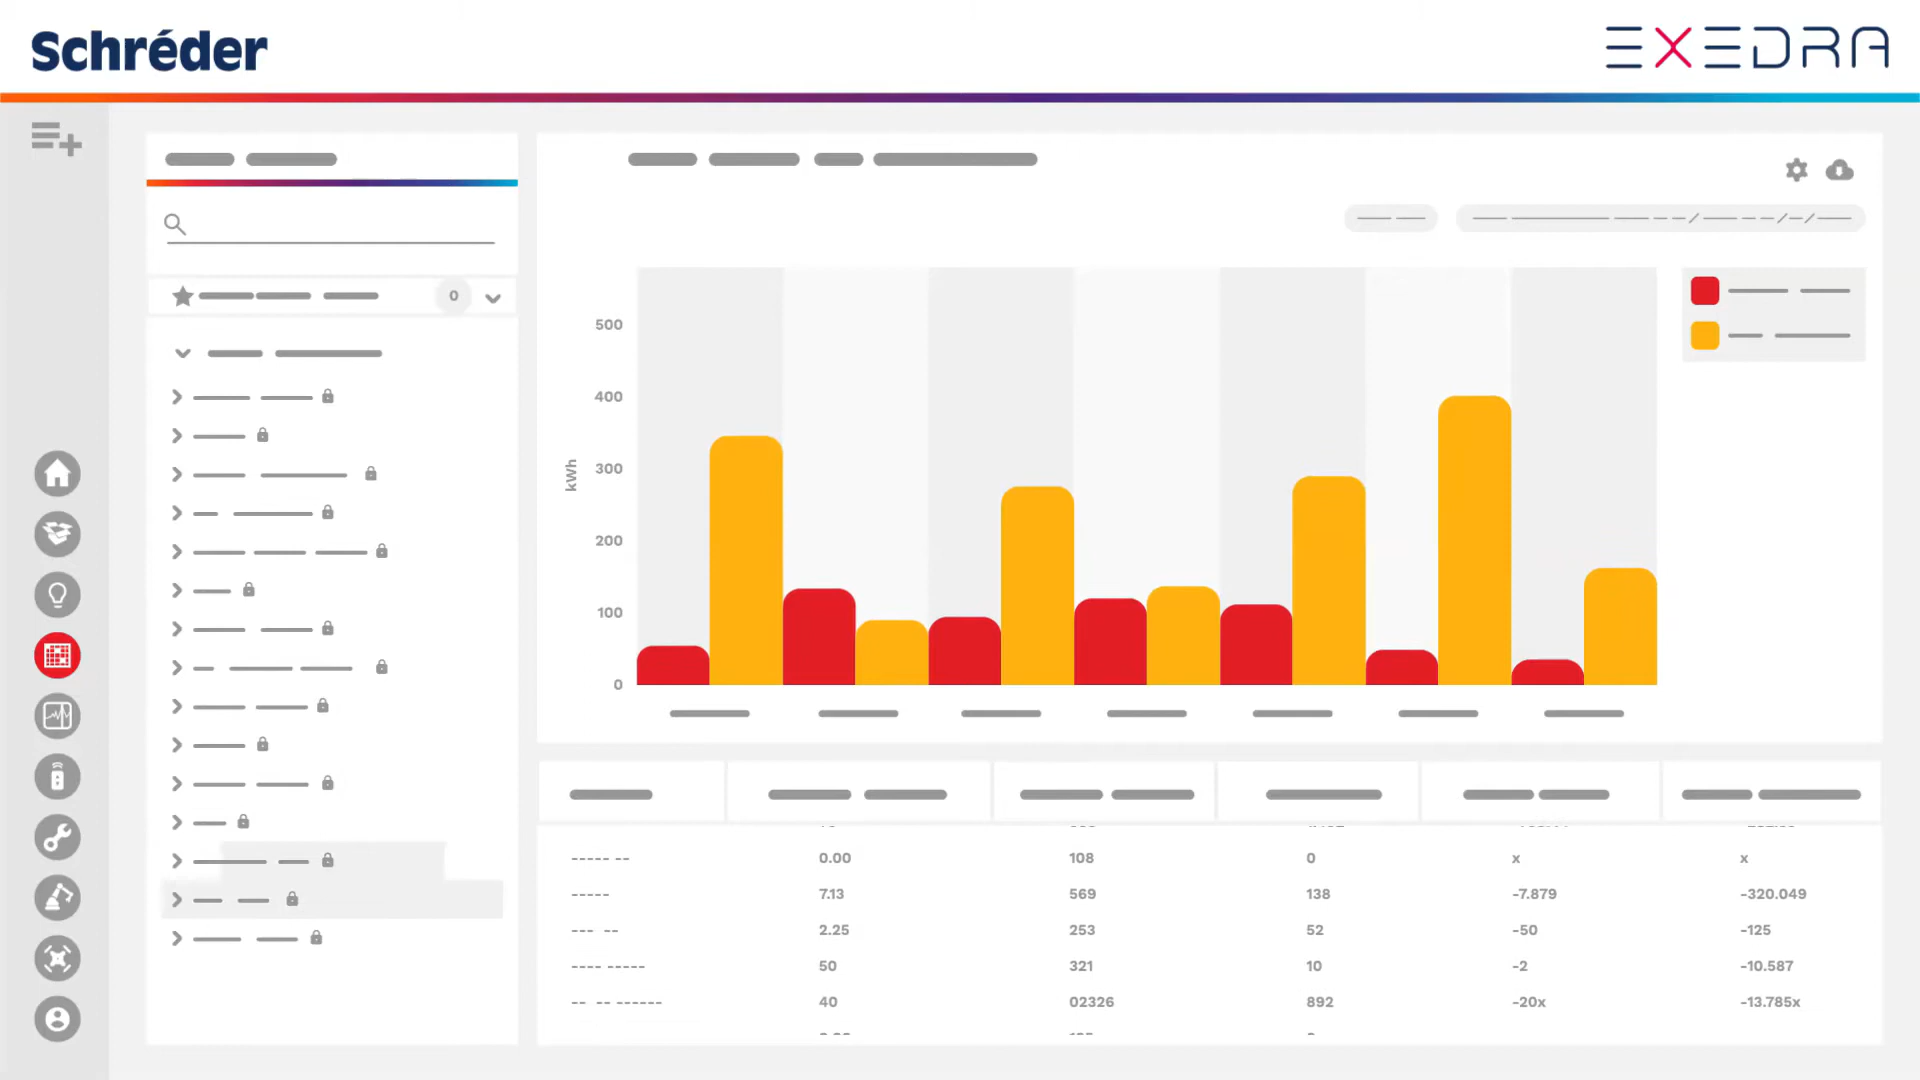 Schréder
EXEDRA
0
500
400
300
200
100
0
kWh
0.00 108 0 x x
7.13 569 138 -7.879 -320.049
2.25 253 52 -50 -125
50 321 10 -2 -10.587
40 02326 892 -20x -13.785x